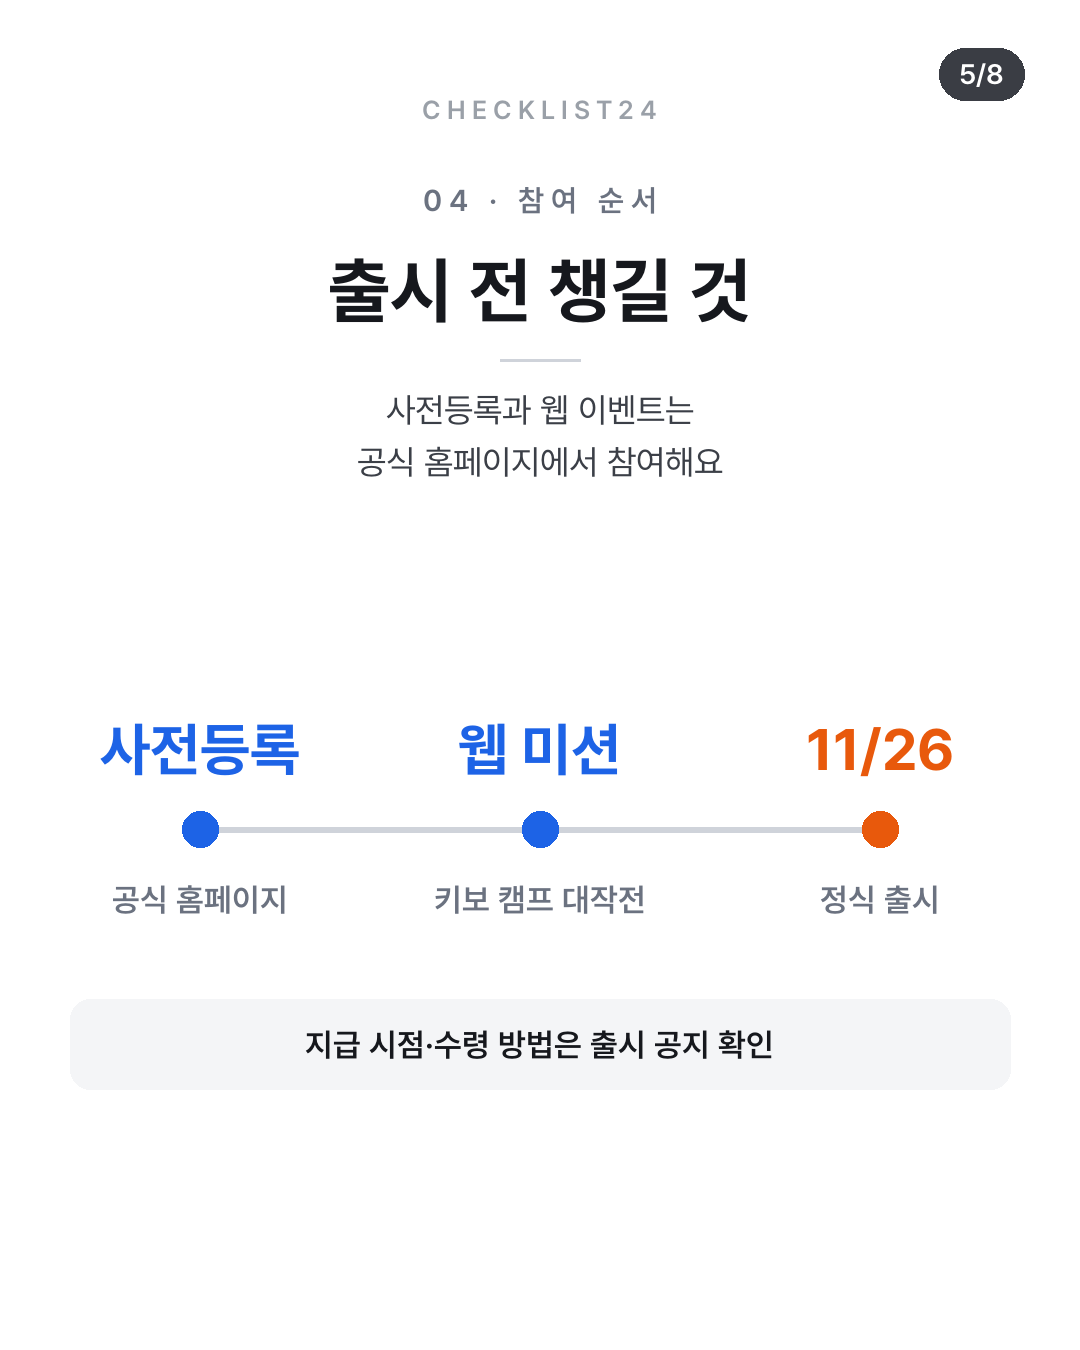 5/8
CHECKLIST24
04 · 참여 순서
출시 전 챙길 것
사전등록과 웹 이벤트는
공식 홈페이지에서 참여해요
사전등록 웹 미션 11/26
공식 홈페이지 키보 캠프 대작전 정식 출시
지급 시점·수령 방법은 출시 공지 확인